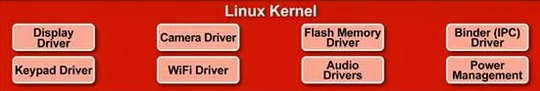 Linux Kernel
Display
Driver
Camera Driver
Flash Memory
Driver
Binder (IPC)
Driver
Keypad Driver
WiFi Driver
Audio
Drivers
Power
Management